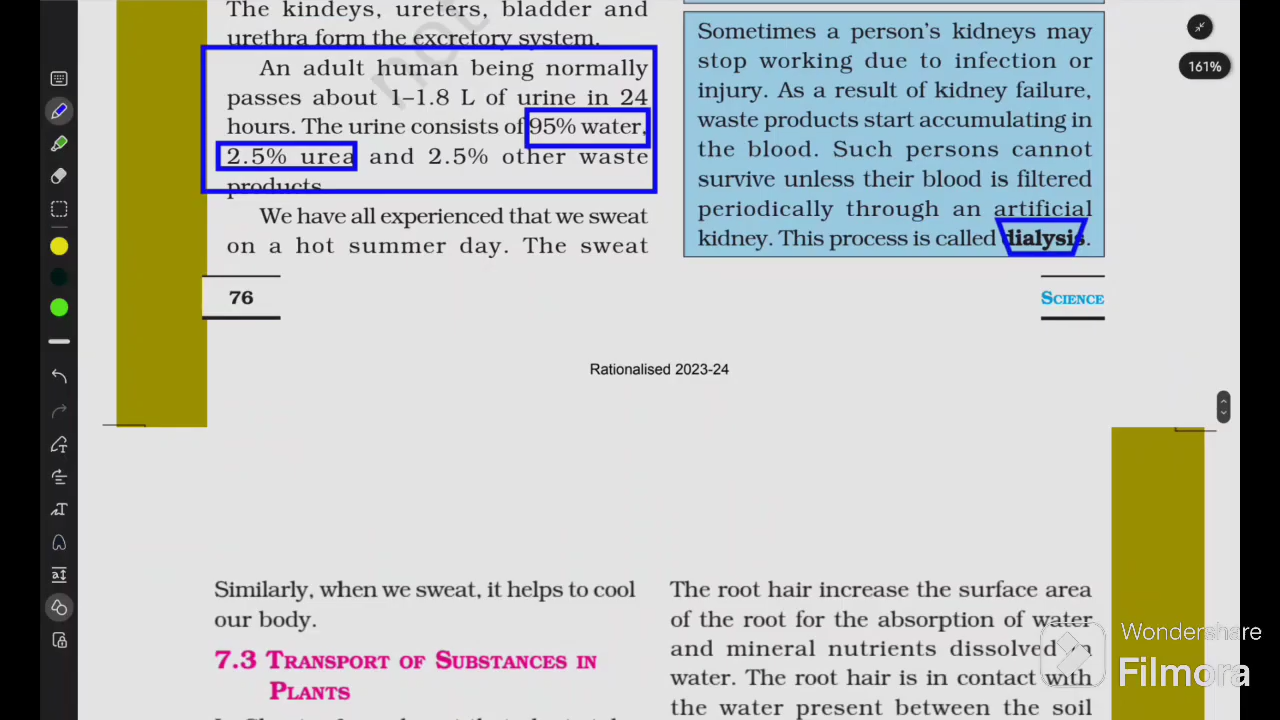 The kindeys, ureters, bladder and
urethra form the excretory system.
An adult human being normally
passes about 1–1.8 L of urine in 24
hours. The urine consists of 95% water,
2.5% urea and 2.5% other waste
products.
We have all experienced that we sweat
on a hot summer day. The sweat
76
Sometimes a person's kidneys may
stop working due to infection or
injury. As a result of kidney failure,
waste products start accumulating in
the blood. Such persons cannot
survive unless their blood is filtered
periodically through an artificial
kidney. This process is called dialysis.
SCIENCE
Rationalised 2023-24
Similarly, when we sweat, it helps to cool
our body.
7.3 TRANSPORT OF SUBSTANCES IN
PLANTS
The root hair increase the surface area
of the root for the absorption of water
and mineral nutrients dissolved in
water. The root hair is in contact with
the water present between the soil
161%
Wondershare
Filmora